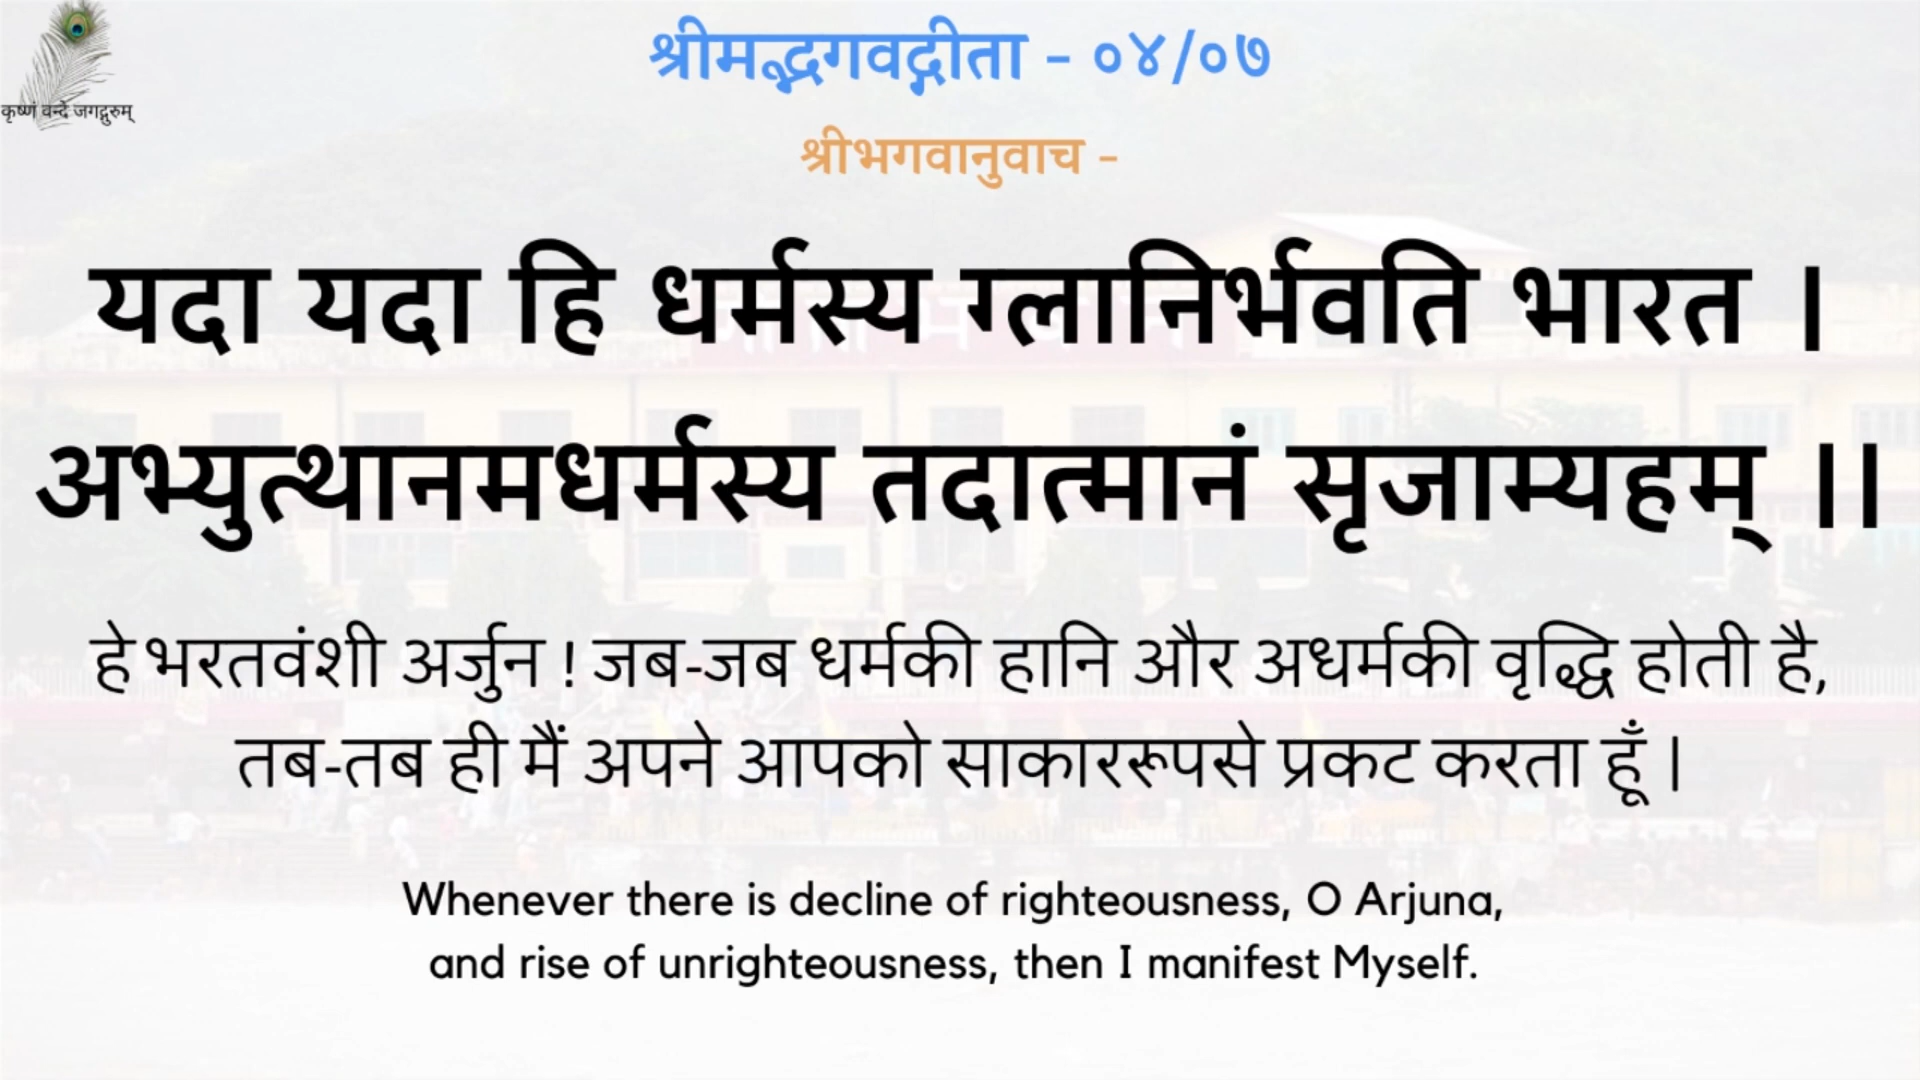 श्रीमद्भगवद्गीता - ०४/०७
कृष्णं वन्दे जगद्गुरुम्
श्रीभगवानुवाच -
यदा यदा हि धर्मस्य ग्लानिर्भवति भारत ।
अभ्युत्थानमधर्मस्य तदात्मानं सृजाम्यहम् ।।
हे भरतवंशी अर्जुन ! जब-जब धर्मकी हानि और अधर्मकी वृद्धि होती है,
तब-तब ही मैं अपने आपको साकाररूपसे प्रकट करता हूँ |
Whenever there is decline of righteousness, O Arjuna,
and rise of unrighteousness, then I manifest Myself.